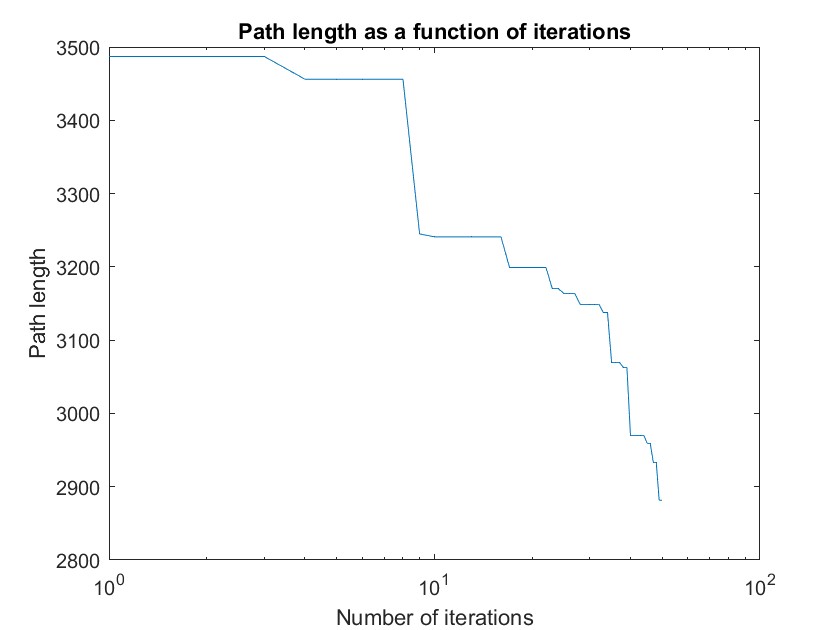 Path length as a function of iterations
3500
3400
3300
3200
3100
3000
2900
2800
Path length
10^0 10^1 10^2
Number of iterations